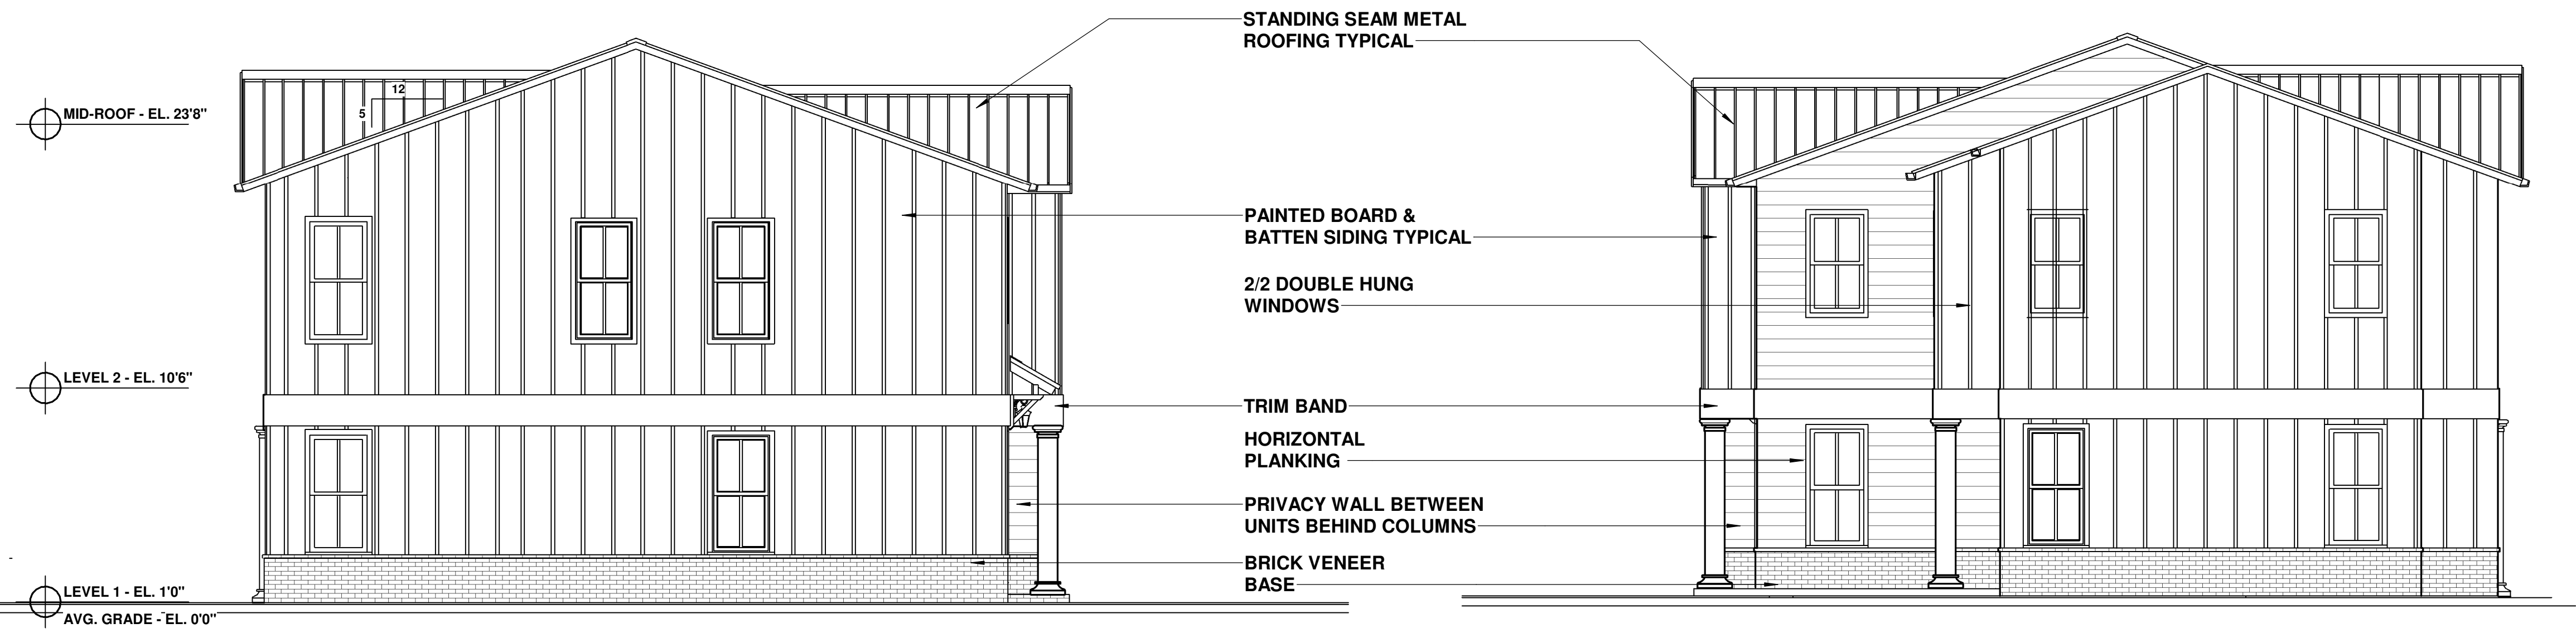 STANDING SEAM METAL
ROOFING TYPICAL
12
5
MID-ROOF - EL. 23'8"
PAINTED BOARD &
BATTEN SIDING TYPICAL
2/2 DOUBLE HUNG
WINDOWS
LEVEL 2 - EL. 10'6"
TRIM BAND
HORIZONTAL
PLANKING
PRIVACY WALL BETWEEN
UNITS BEHIND COLUMNS
BRICK VENEER
BASE
LEVEL 1 - EL. 1'0"
AVG. GRADE - EL. 0'0"